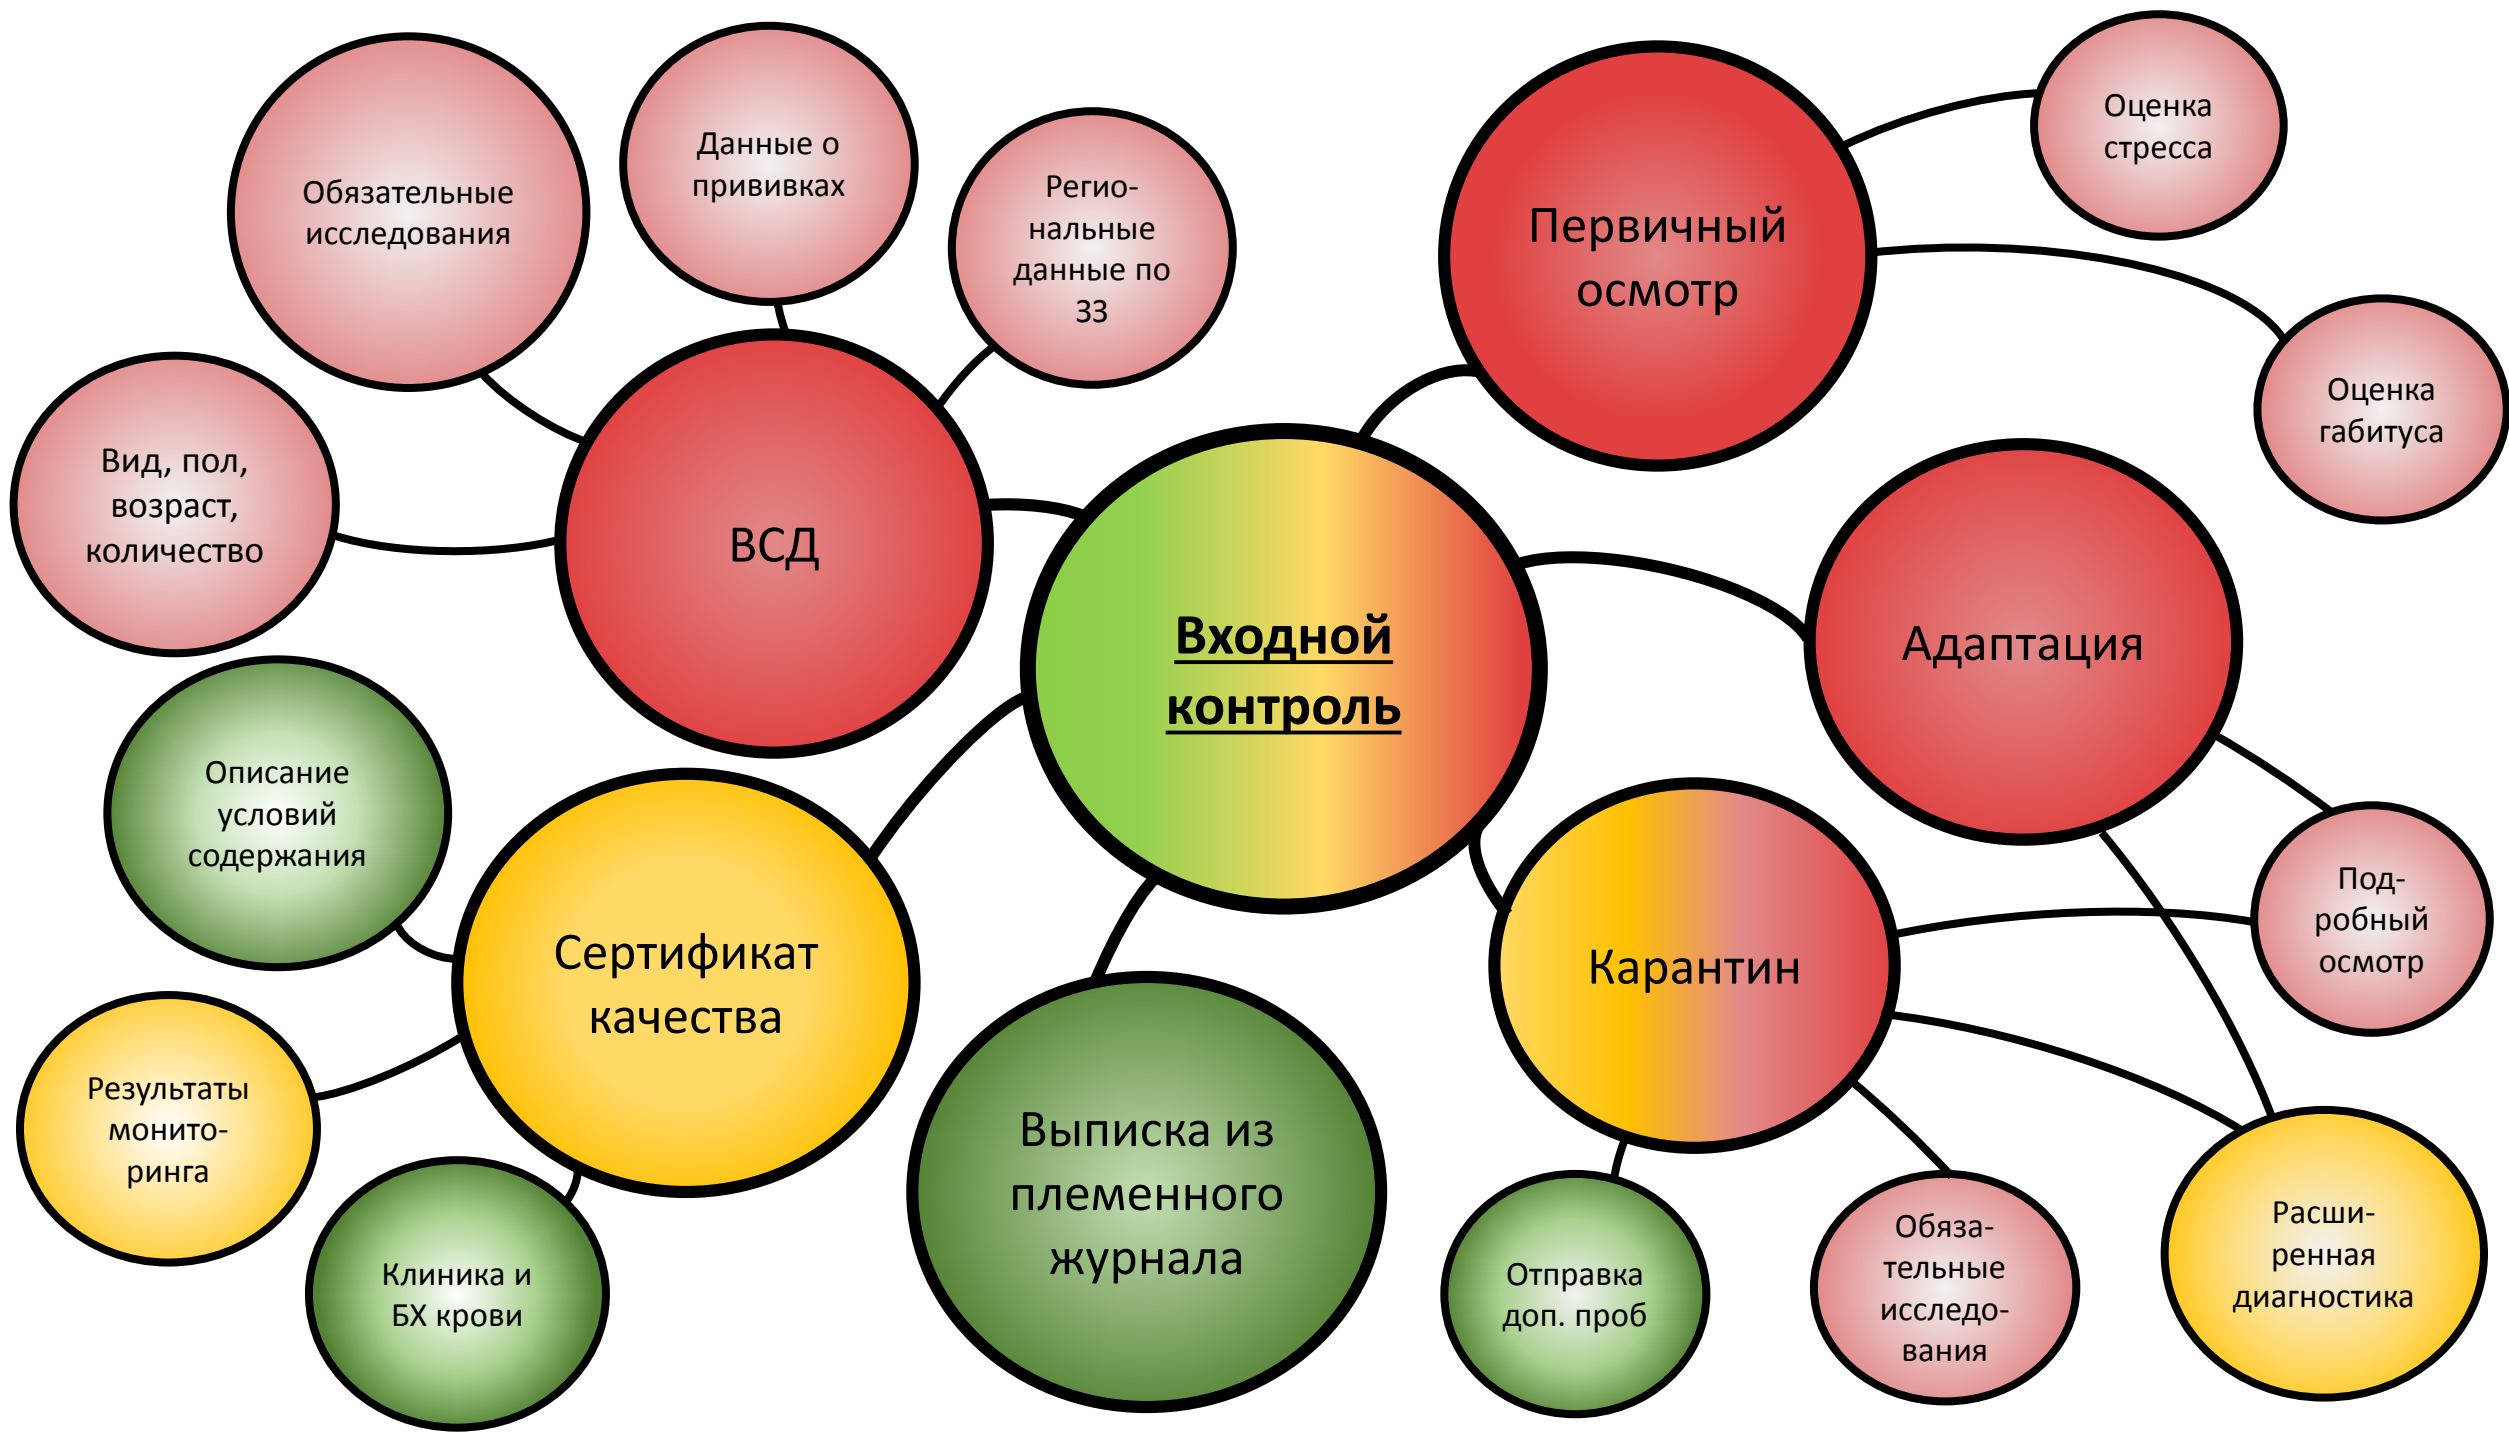 Обязательные
исследования
Данные о
прививках
Регио-
нальные
данные по
ЗЗ
Вид, пол,
возраст,
количество
ВСД
Первичный
осмотр
Оценка
стресса
Оценка
габитуса
Входной
контроль
Адаптация
Описание
условий
содержания
Сертификат
качества
Результаты
монито-
ринга
Клиника и
БХ крови
Выписка из
племенного
журнала
Карантин
Под-
робный
осмотр
Отправка
доп. проб
Обяза-
тельные
исследо-
вания
Расши-
ренная
диагностика